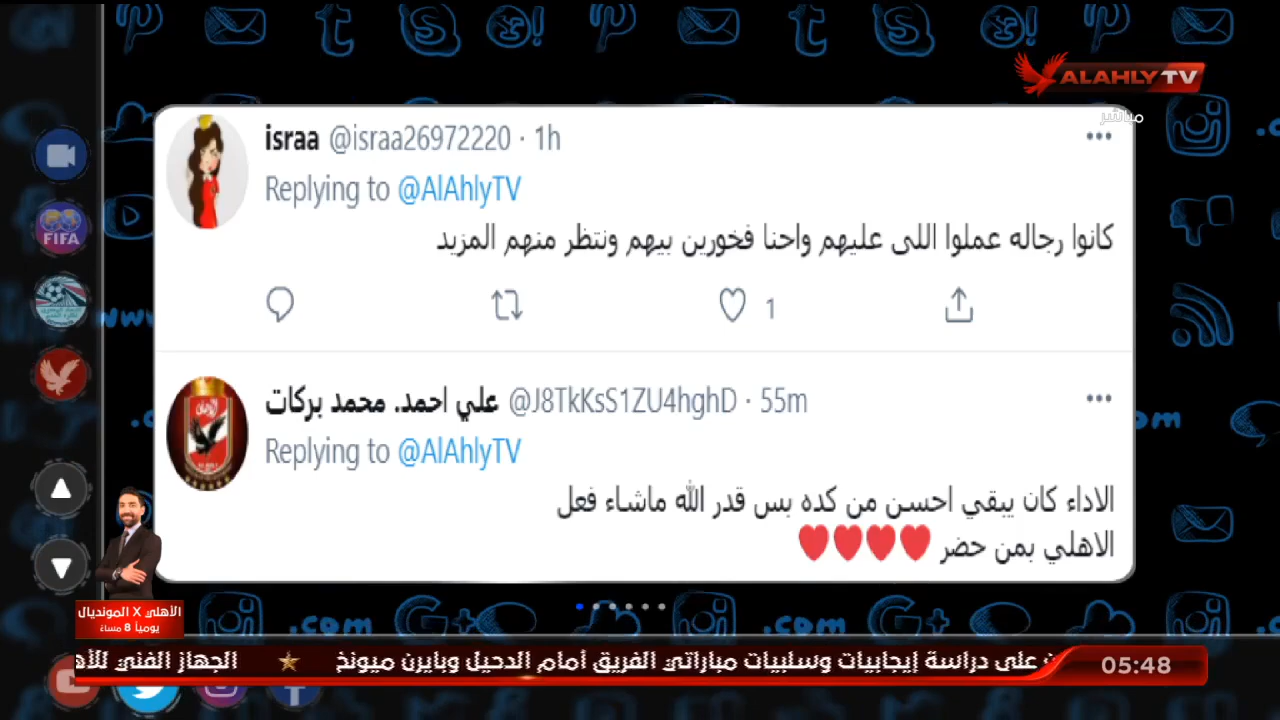 ALAHLY TV
مباشر
israa @israa26972220 · 1h
Replying to @AlAhlyTV
كانوا رجاله عملوا اللى عليهم واحنا فخورين بيهم ونتظر منهم المزيد
1
علي احمد. محمد بركات @J8TkKsS1ZU4hghD · 55m
Replying to @AlAhlyTV
الاداء كان يبقي احسن من كده بس قدر الله ماشاء فعل
الاهلي بمن حضر ♥♥♥♥
FIFA
الأهلي X المونديال
يومياً 8 مساءً
على دراسة إيجابيات وسلبيات مباراتي الفريق أمام الدحيل وبايرن ميونخ ★ الجهاز الفني للأه
05:48